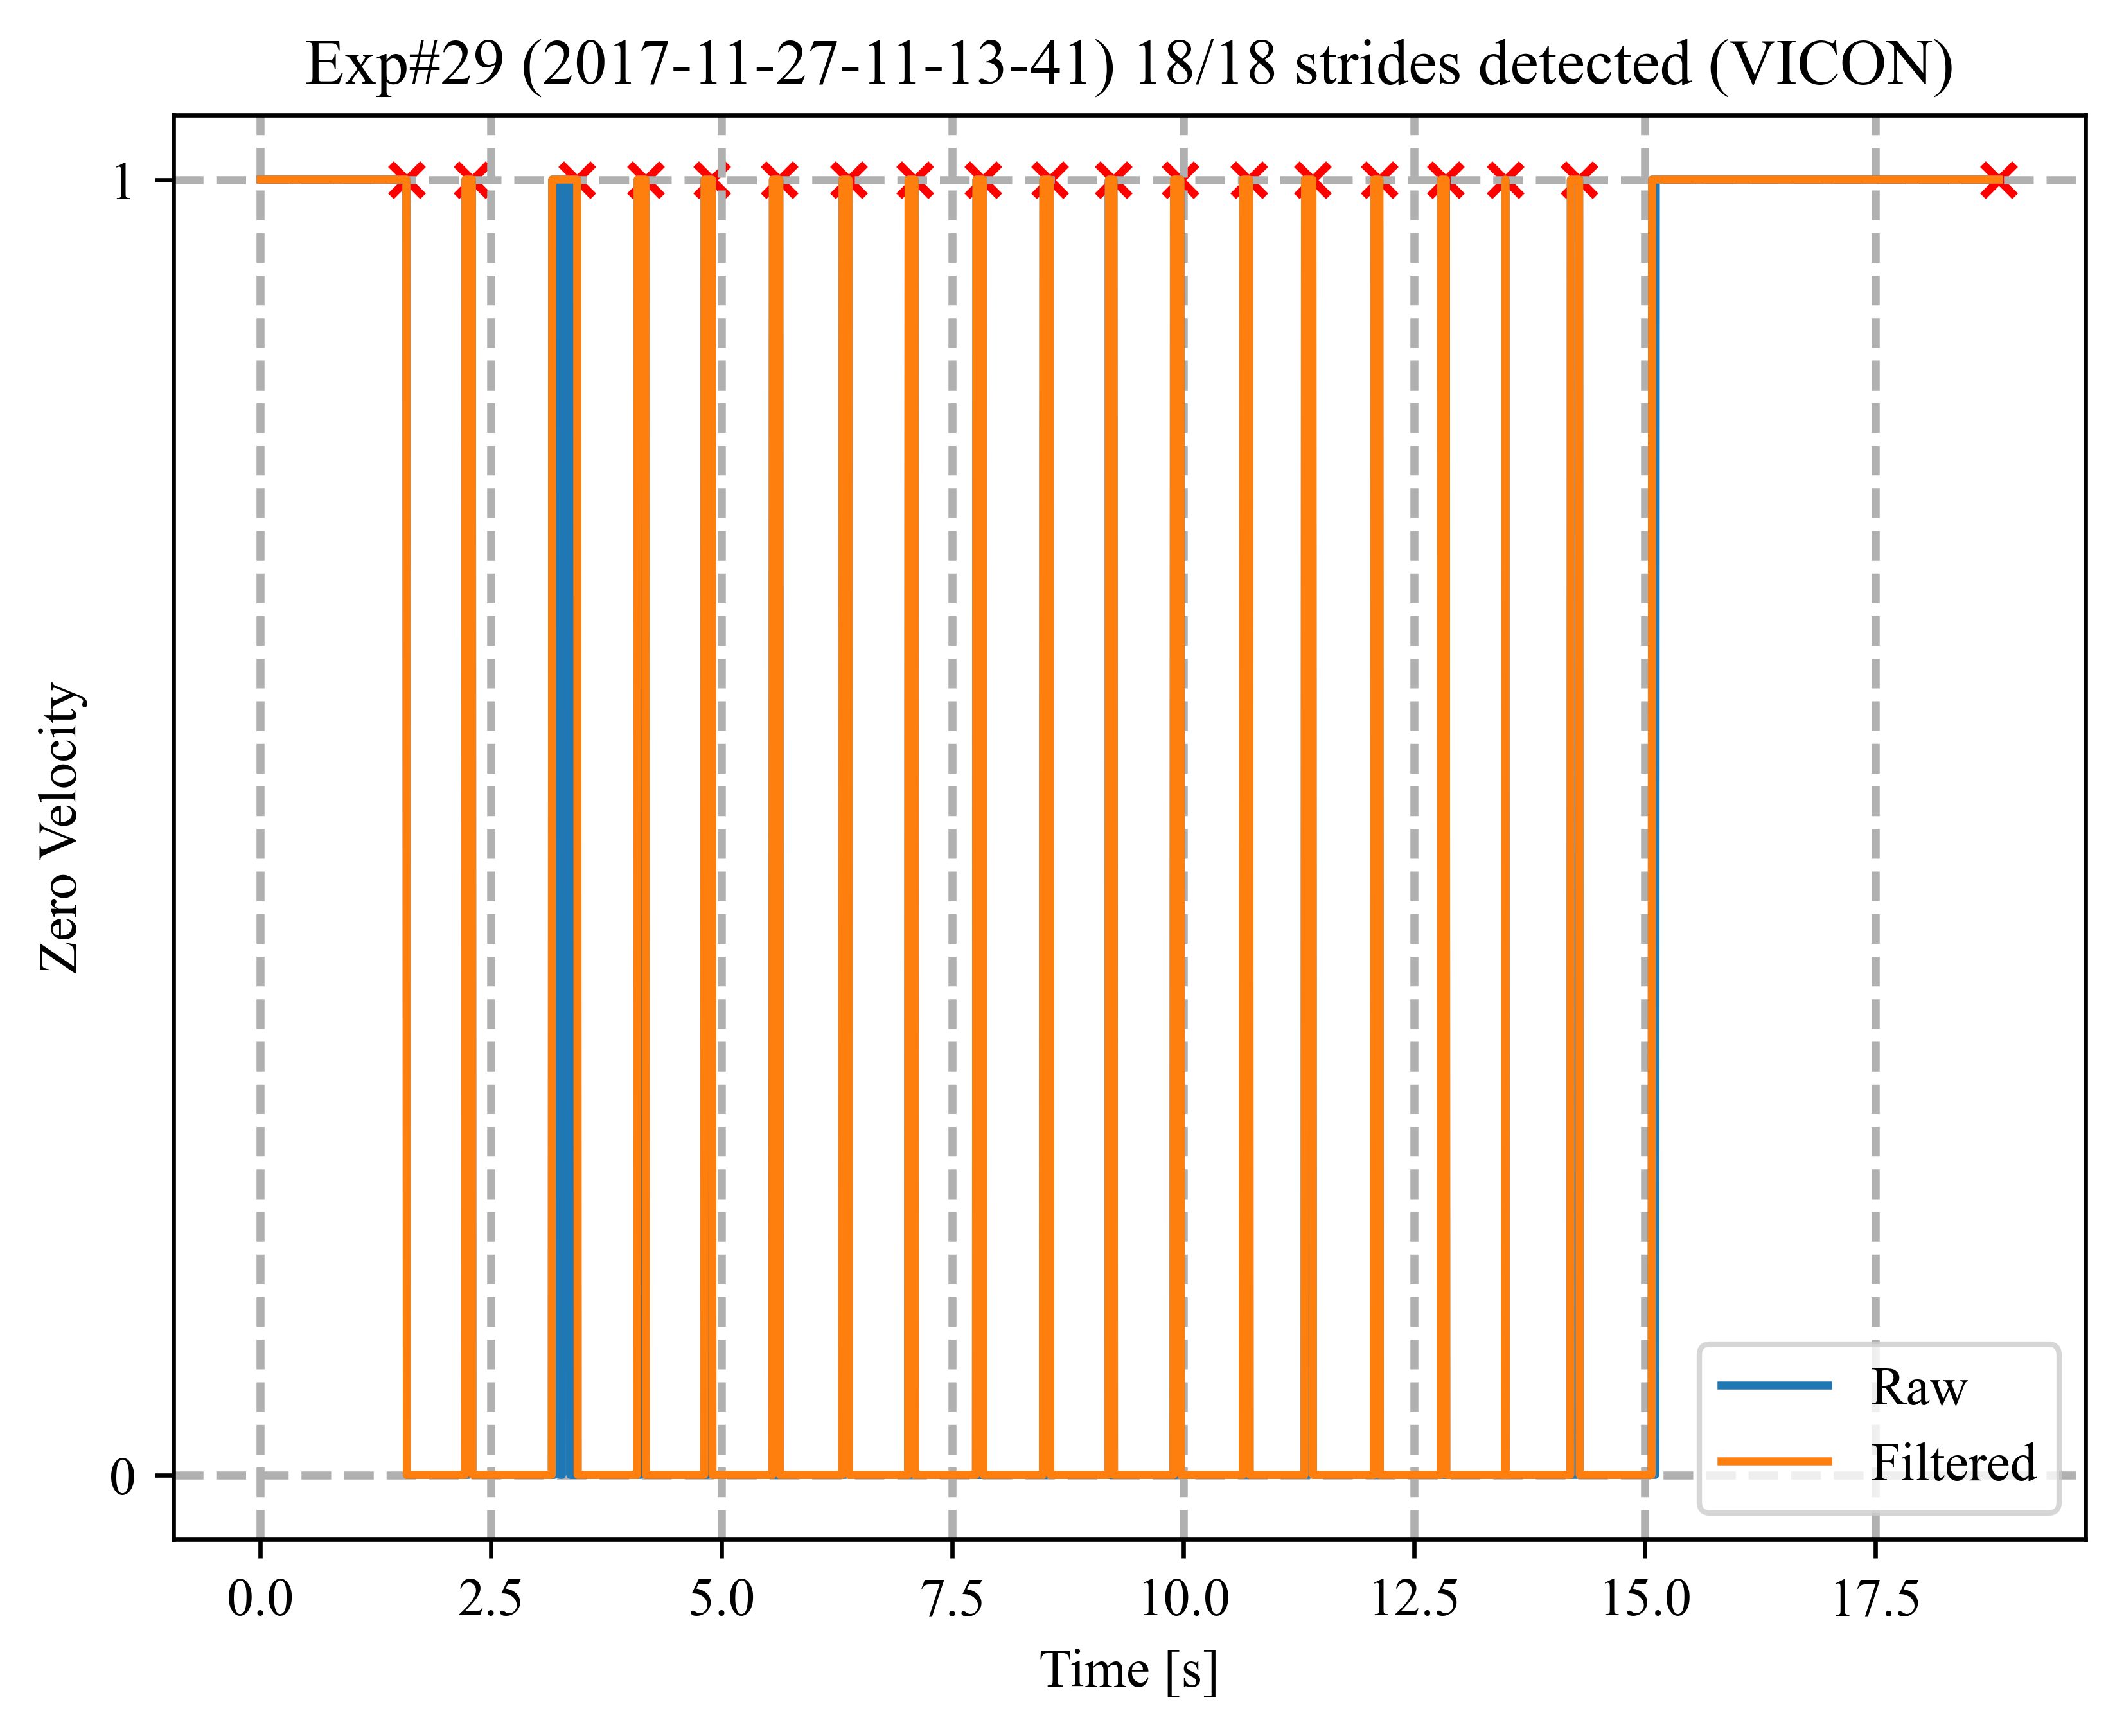 Exp#29 (2017-11-27-11-13-41) 18/18 strides detected (VICON)
1
Zero Velocity
0
Raw
Filtered
0.0 2.5 5.0 7.5 10.0 12.5 15.0 17.5
Time [s]